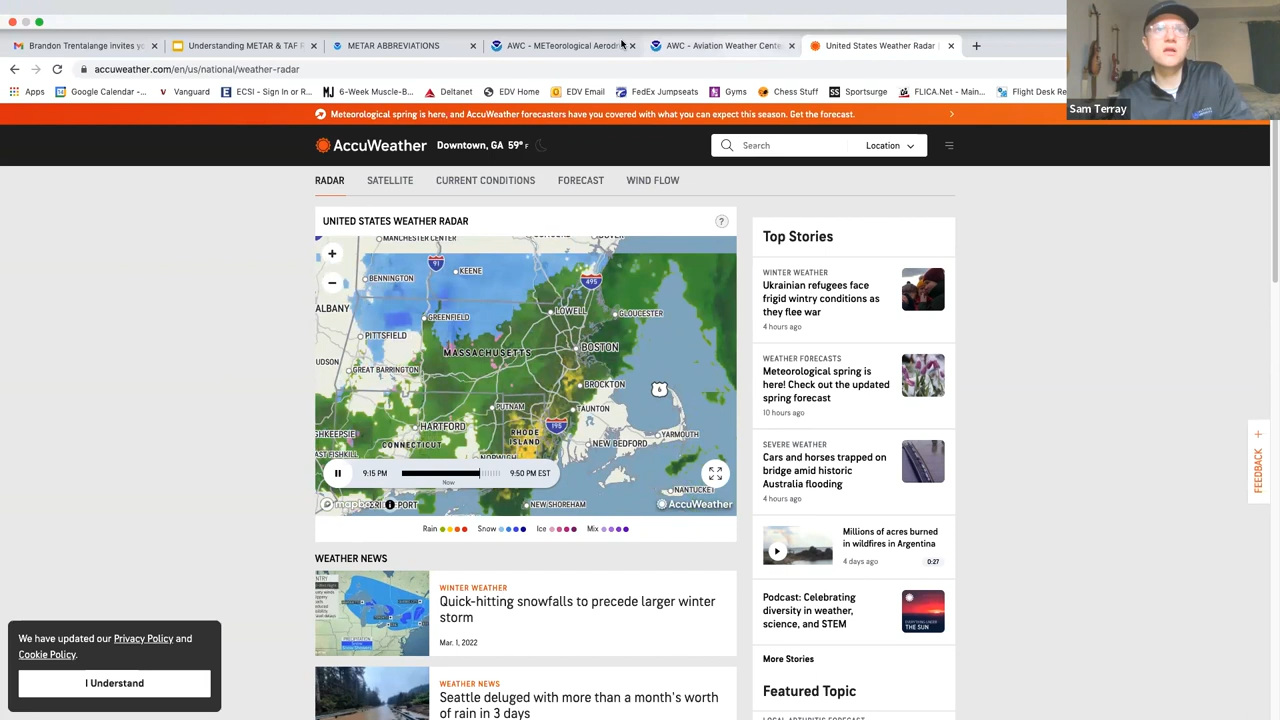 Brandon Trentalange invites yo
Understanding METAR & TAF R
METAR ABBREVIATIONS
AWC - METeorological Aerodr
AWC - Aviation Weather Cente
United States Weather Radar |
accuweather.com/en/us/national/weather-radar
Apps
Google Calendar -...
Vanguard
ECSI - Sign In or R...
6-Week Muscle-B...
Deltanet
EDV Home
EDV Email
FedEx Jumpseats
Gyms
Chess Stuff
Sportsurge
FLICA.Net - Main...
Flight Desk Re
Sam Terray
Meteorological spring is here, and AccuWeather forecasters have you covered with what you can expect this season. Get the forecast.
AccuWeather
Downtown, GA 59° F
Search
Location
RADAR
SATELLITE
CURRENT CONDITIONS
FORECAST
WIND FLOW
UNITED STATES WEATHER RADAR
?
MANCHESTER CENTER
+
91
KEENE
BENNINGTON
495
ALBANY
GREENFIELD
LOWELL
GLOUCESTER
PITTSFIELD
MASSACHUSETTS
BOSTON
HUDSON
GREAT BARRINGTON
BROCKTON
6
PUTNAM
TAUNTON
HARTFORD
RHODE ISLAND
195
CONNECTICUT
NEW BEDFORD
YARMOUTH
9:15 PM
9:50 PM EST
Now
NANTUCKET
mapbox
NEW SHOREHAM
AccuWeather
Rain
Snow
Ice
Mix
WEATHER NEWS
WINTER WEATHER
Quick-hitting snowfalls to precede larger winter
storm
Mar. 1, 2022
WEATHER NEWS
Seattle deluged with more than a month's worth
of rain in 3 days
Top Stories
WINTER WEATHER
Ukrainian refugees face
frigid wintry conditions as
they flee war
4 hours ago
WEATHER FORECASTS
Meteorological spring is
here! Check out the updated
spring forecast
10 hours ago
SEVERE WEATHER
Cars and horses trapped on
bridge amid historic
Australia flooding
4 hours ago
Millions of acres burned
in wildfires in Argentina
4 days ago
0:27
Podcast: Celebrating
diversity in weather,
science, and STEM
More Stories
Featured Topic
LOCAL ARTHRITIS FORECAST
FEEDBACK
We have updated our Privacy Policy and
Cookie Policy.
I Understand